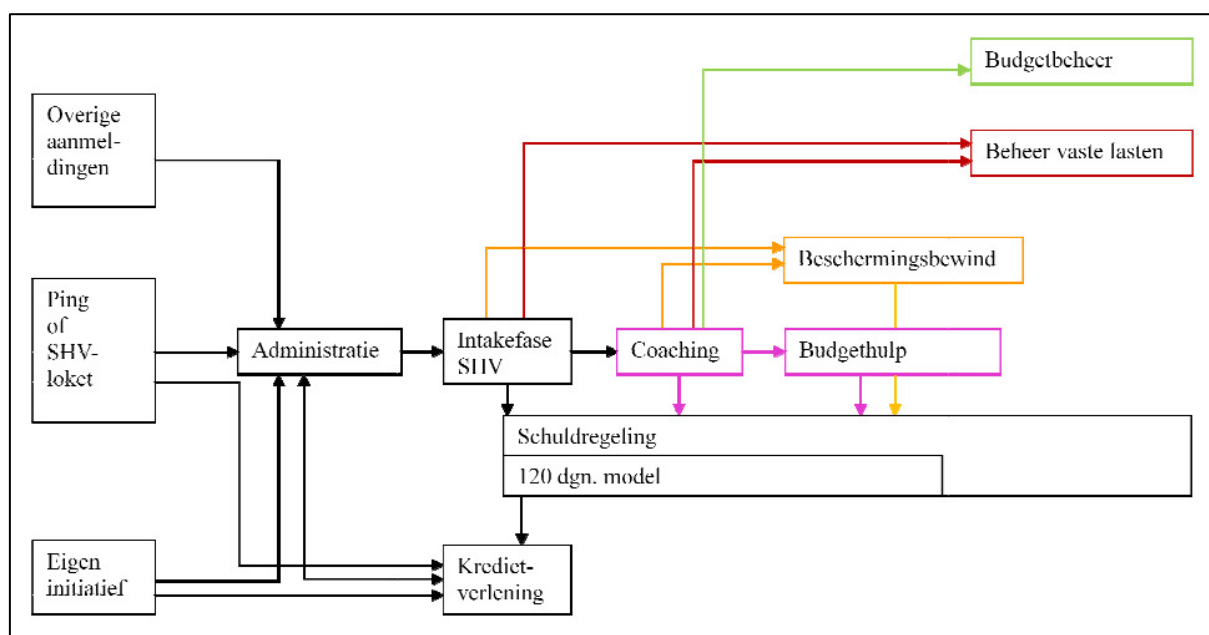 Budgetbeheer
Overige
aanmel-
dingen
Beheer vaste lasten
Beschermingsbewind
Ping
of
SHV-
loket
Administratie
Intakefase
SHV
Coaching
Budgethulp
Schuldregeling
120 dgn. model
Eigen
initiatief
Krediet-
verlening